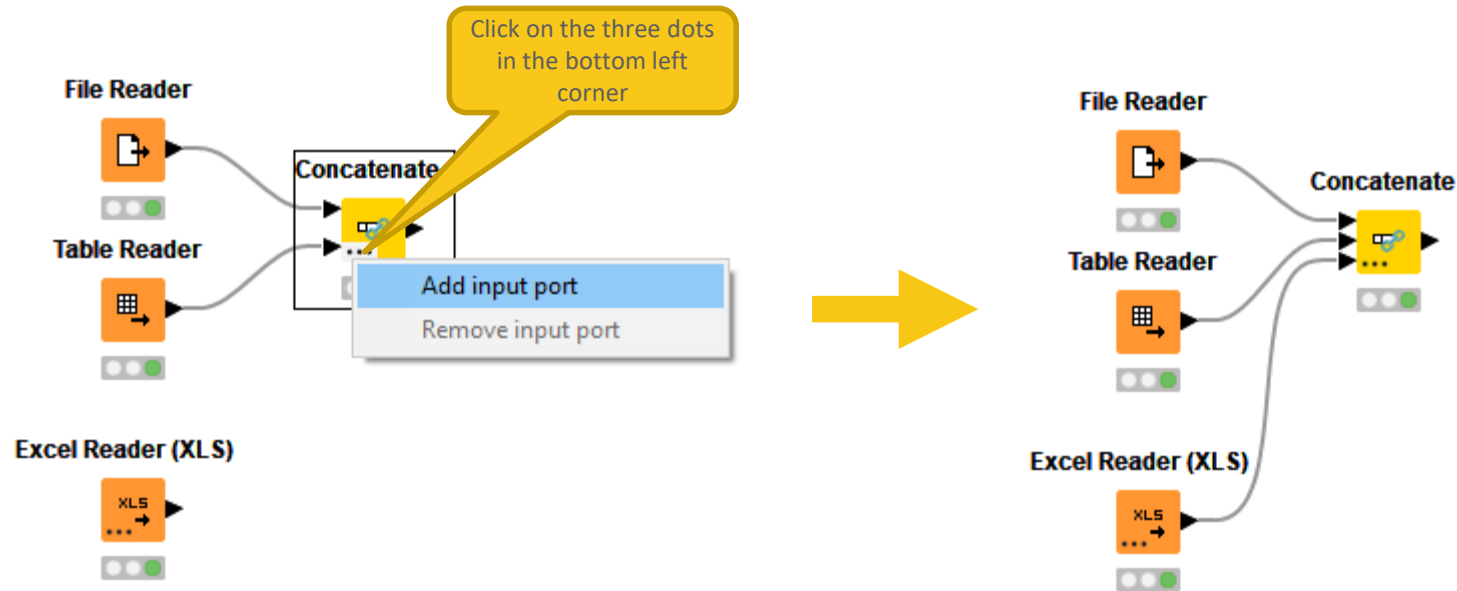 Click on the three dots
in the bottom left
corner
File Reader
Concatenate
Table Reader
Add input port
Remove input port
Excel Reader (XLS)
XLS
File Reader
Concatenate
Table Reader
Excel Reader (XLS)
XLS